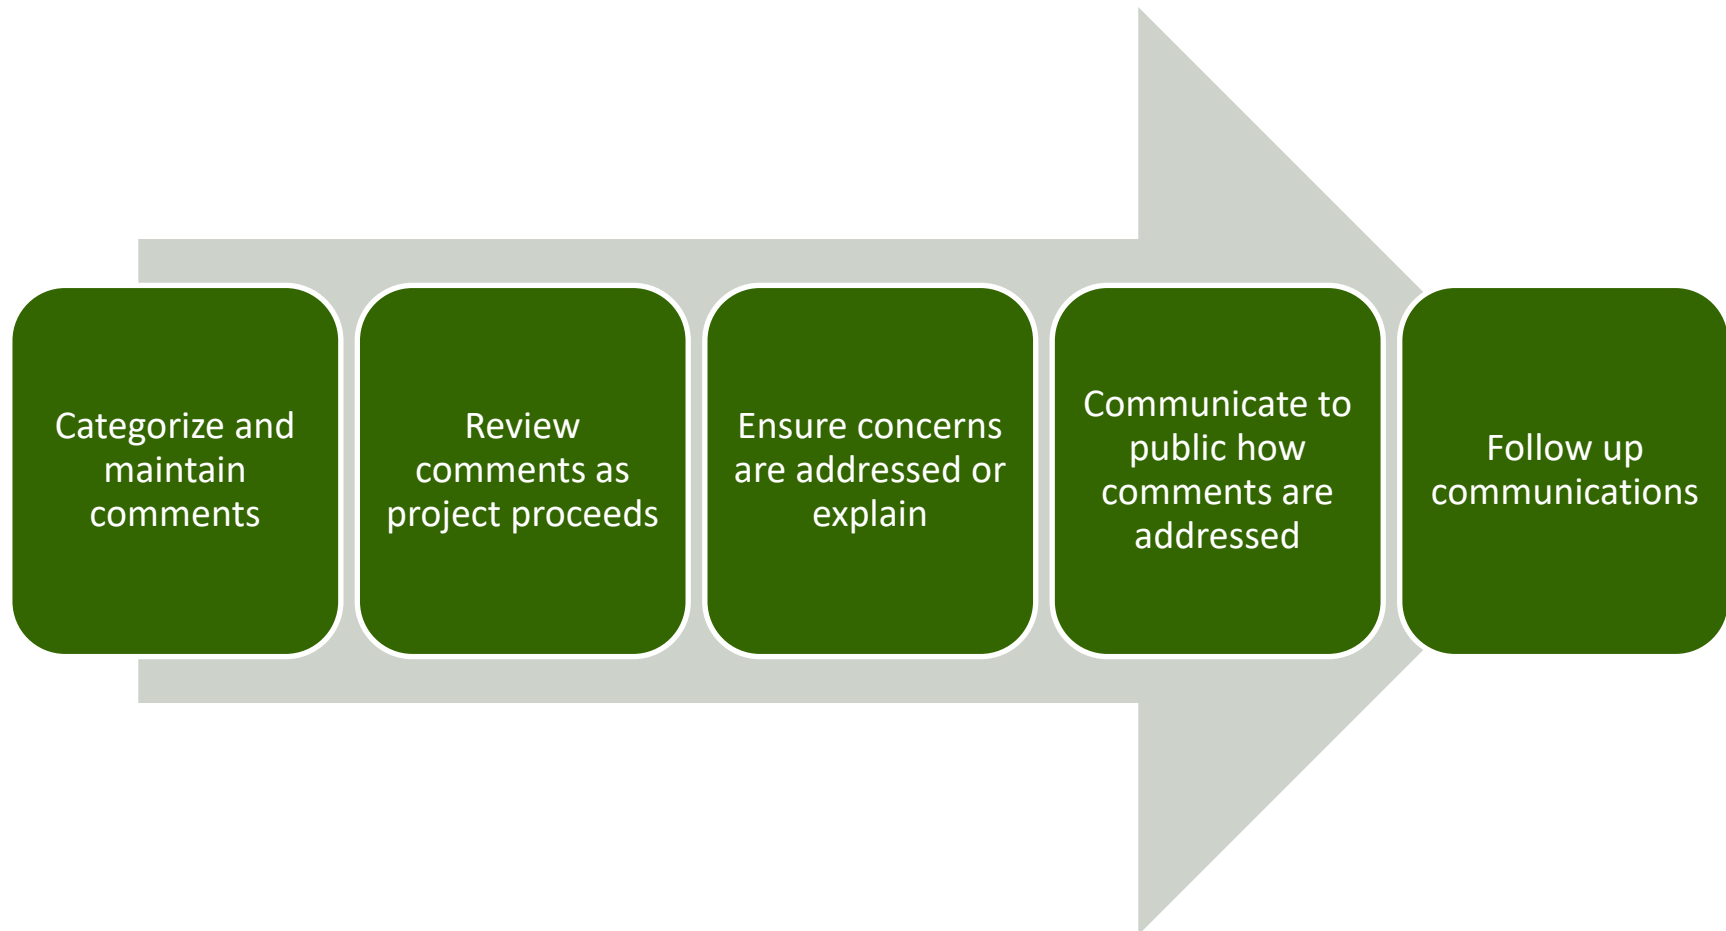 Categorize and
maintain
comments
Review
comments as
project proceeds
Ensure concerns
are addressed or
explain
Communicate to
public how
comments are
addressed
Follow up
communications